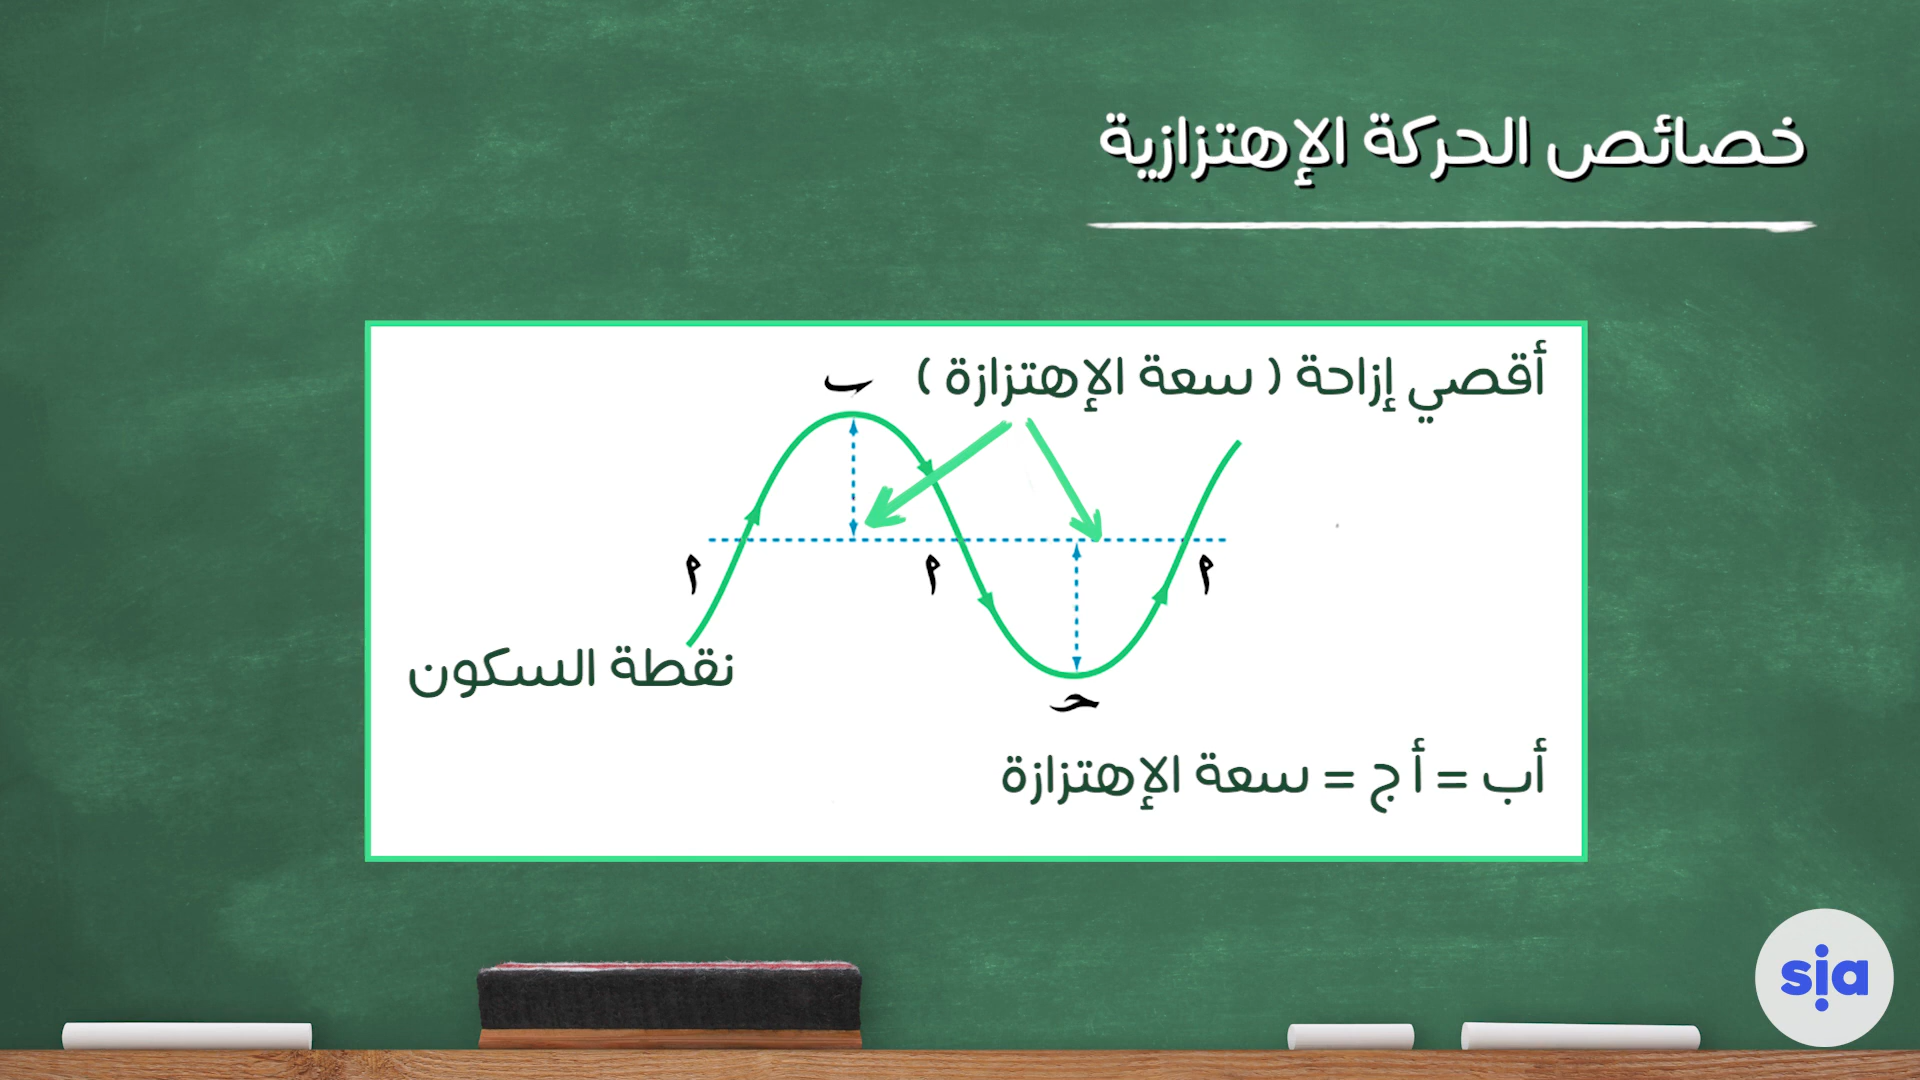 خصائص الحركة الإهتزازية
أقصي إزاحة ( سعة الإهتزازة )
ب
أ
أ
أ
نقطة السكون
حـ
أب = أ ج = سعة الإهتزازة
sia